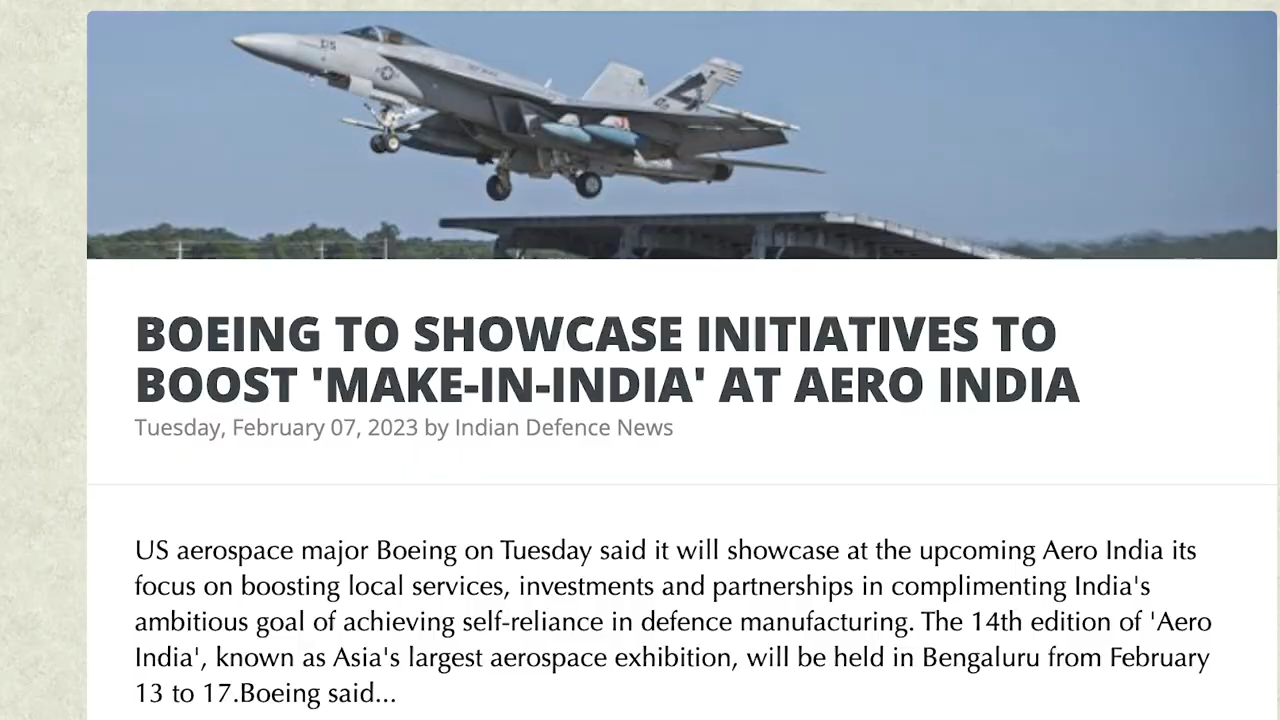 BOEING TO SHOWCASE INITIATIVES TO
BOOST 'MAKE-IN-INDIA' AT AERO INDIA
Tuesday, February 07, 2023 by Indian Defence News
US aerospace major Boeing on Tuesday said it will showcase at the upcoming Aero India its
focus on boosting local services, investments and partnerships in complimenting India's
ambitious goal of achieving self-reliance in defence manufacturing. The 14th edition of 'Aero
India', known as Asia's largest aerospace exhibition, will be held in Bengaluru from February
13 to 17.Boeing said...